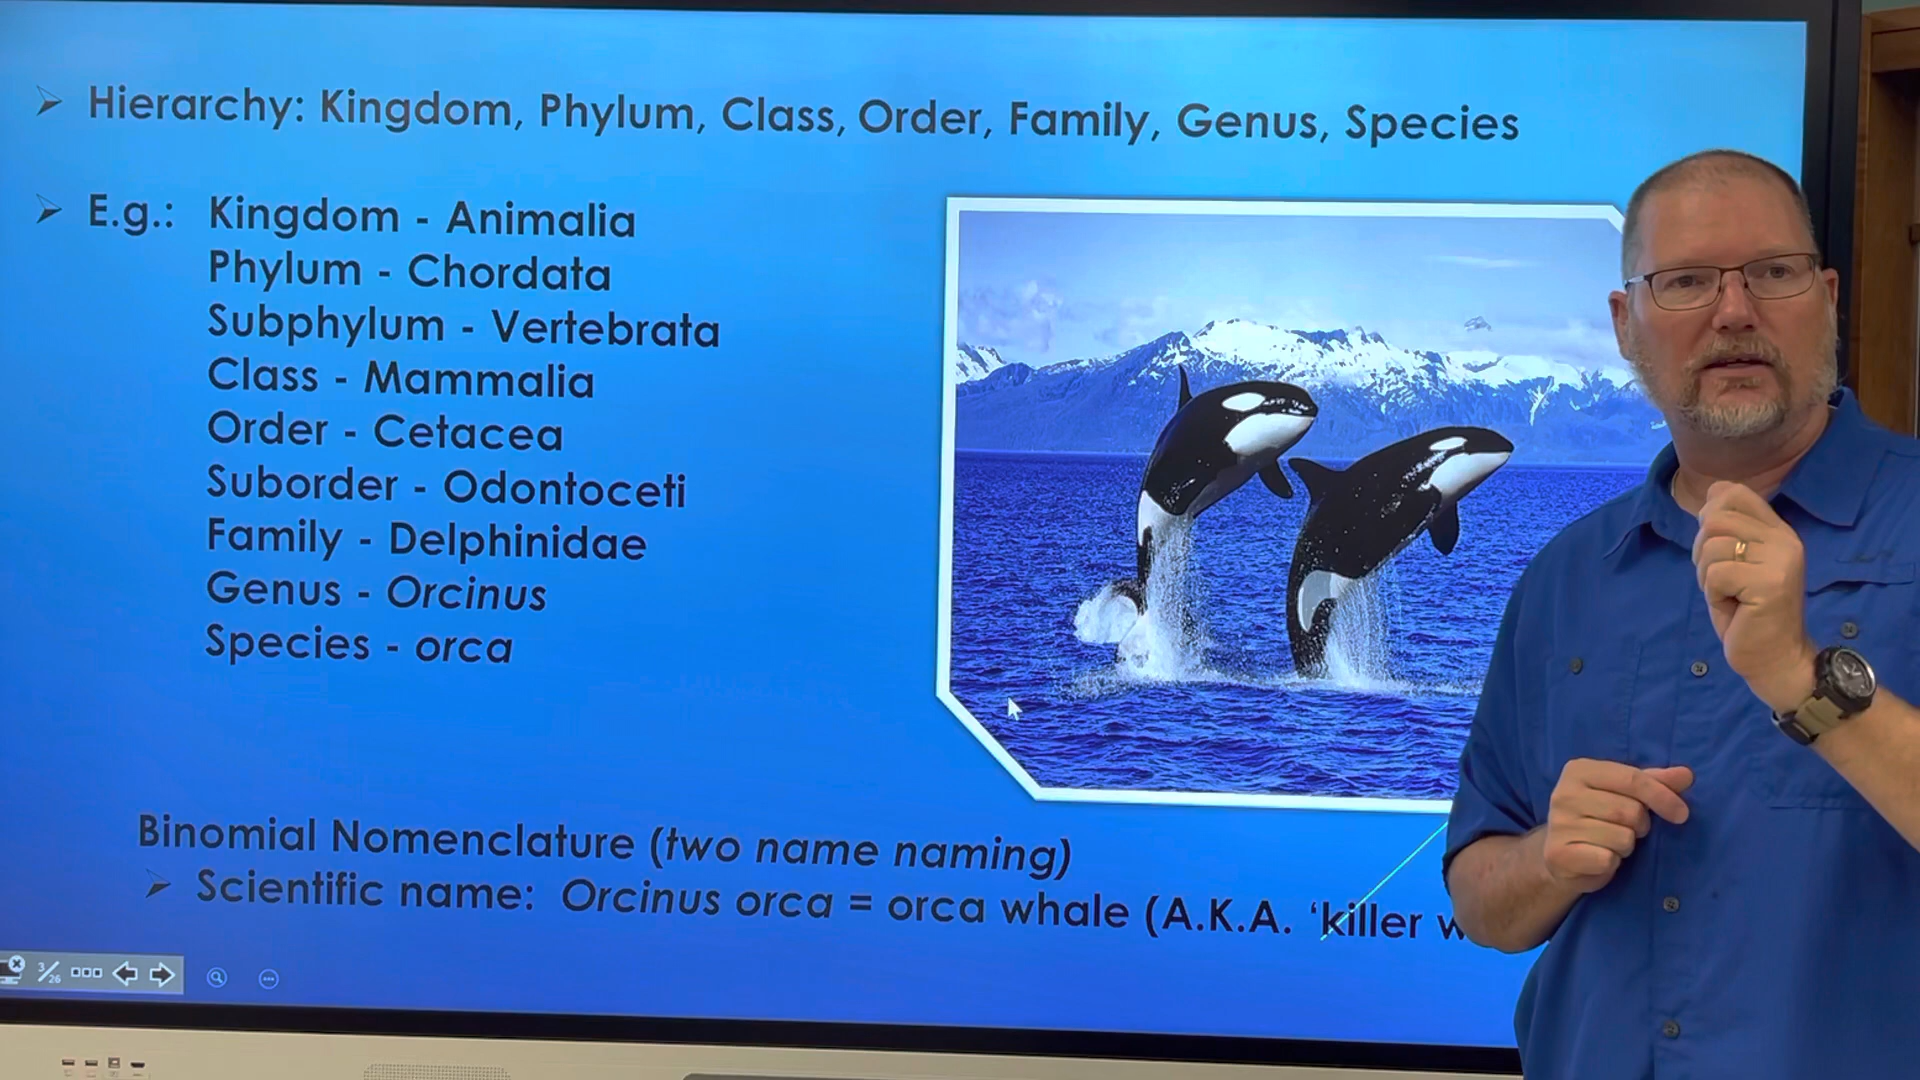 Hierarchy: Kingdom, Phylum, Class, Order, Family, Genus, Species
E.g.: Kingdom - Animalia
Phylum - Chordata
Subphylum - Vertebrata
Class - Mammalia
Order - Cetacea
Suborder - Odontoceti
Family - Delphinidae
Genus - Orcinus
Species - orca
Binomial Nomenclature (two name naming)
Scientific name: Orcinus orca = orca whale (A.K.A. ‘killer w
3/26